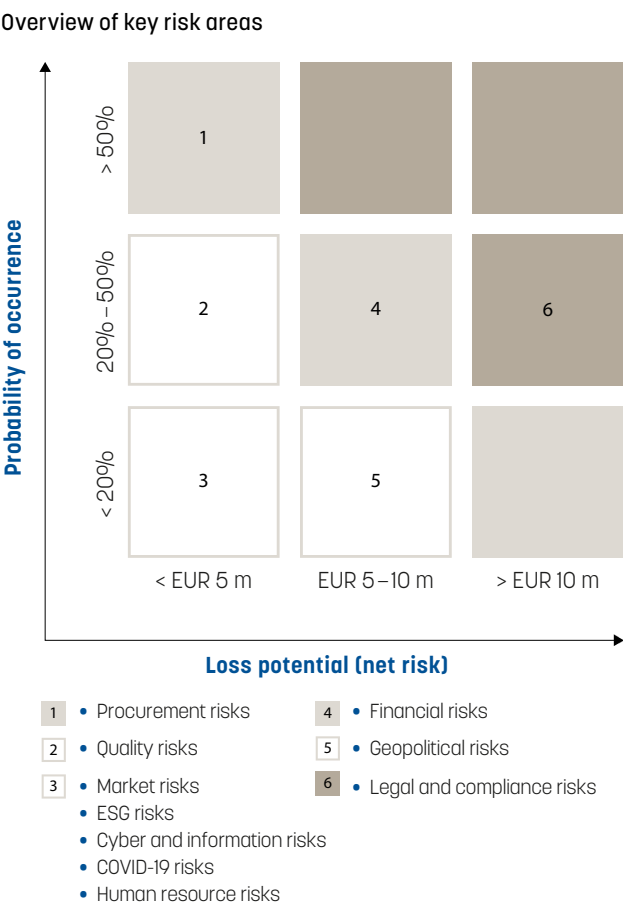 Overview of key risk areas
Probability of occurrence
> 50%
1
20% – 50%
2
4
6
< 20%
3
5
< EUR 5 m
EUR 5 – 10 m
> EUR 10 m
Loss potential (net risk)
1 • Procurement risks
2 • Quality risks
3 • Market risks
• ESG risks
• Cyber and information risks
• COVID-19 risks
• Human resource risks
4 • Financial risks
5 • Geopolitical risks
6 • Legal and compliance risks